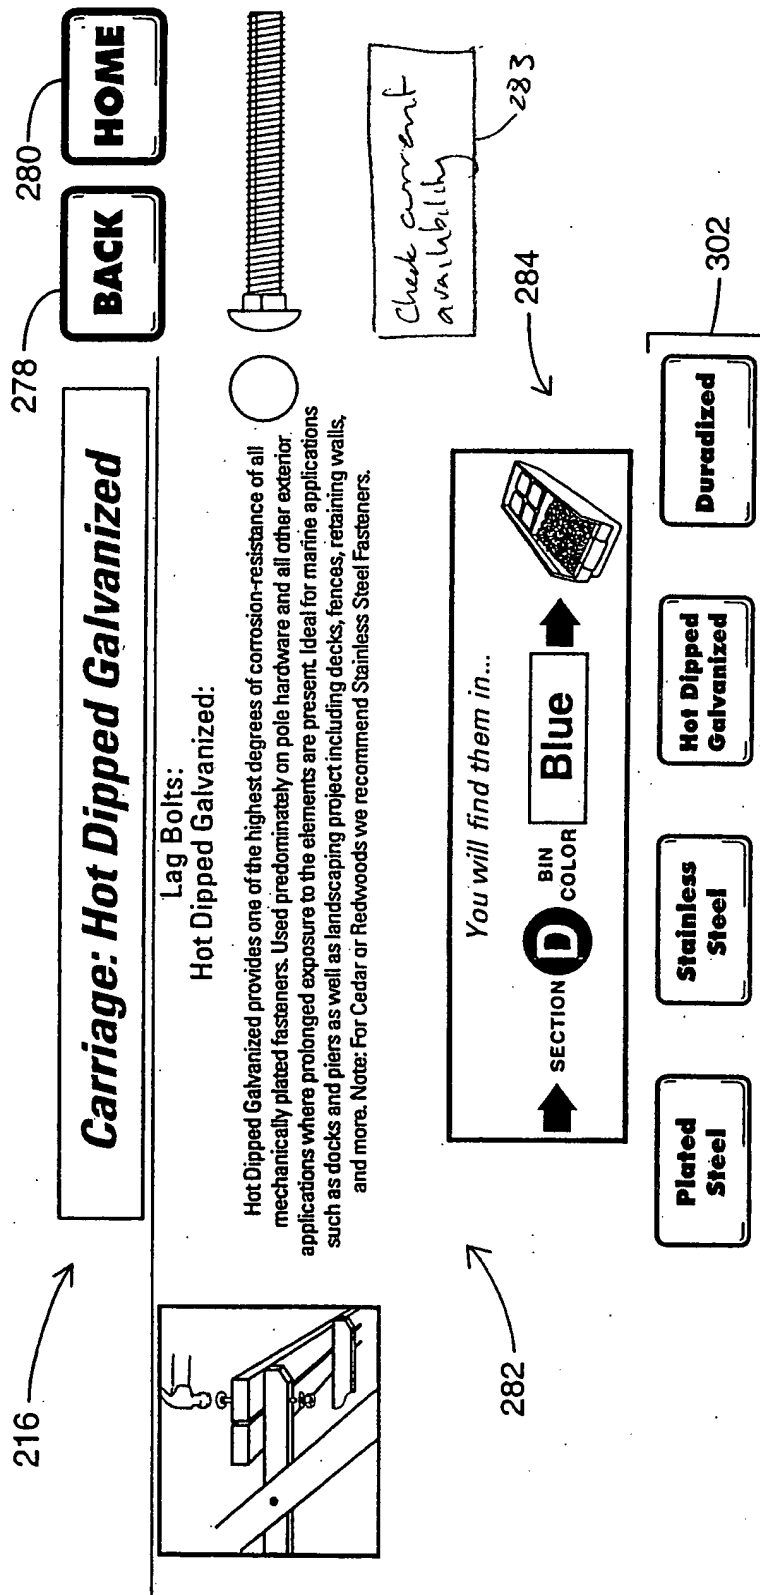 216
278
280
Carriage: Hot Dipped Galvanized
BACK
HOME
Lag Bolts:
Hot Dipped Galvanized:
Hot Dipped Galvanized provides one of the highest degrees of corrosion-resistance of all
mechanically plated fasteners. Used predominately on pole hardware and all other exterior
applications where prolonged exposure to the elements are present. Ideal for marine applications
such as docks and piers as well as landscaping project including decks, fences, retaining walls,
and more. Note: For Cedar or Redwoods we recommend Stainless Steel Fasteners.
Check current
availability
283
282
284
You will find them in...
SECTION D BIN
COLOR Blue
302
Plated
Steel
Stainless
Steel
Hot Dipped
Galvanized
Duradized